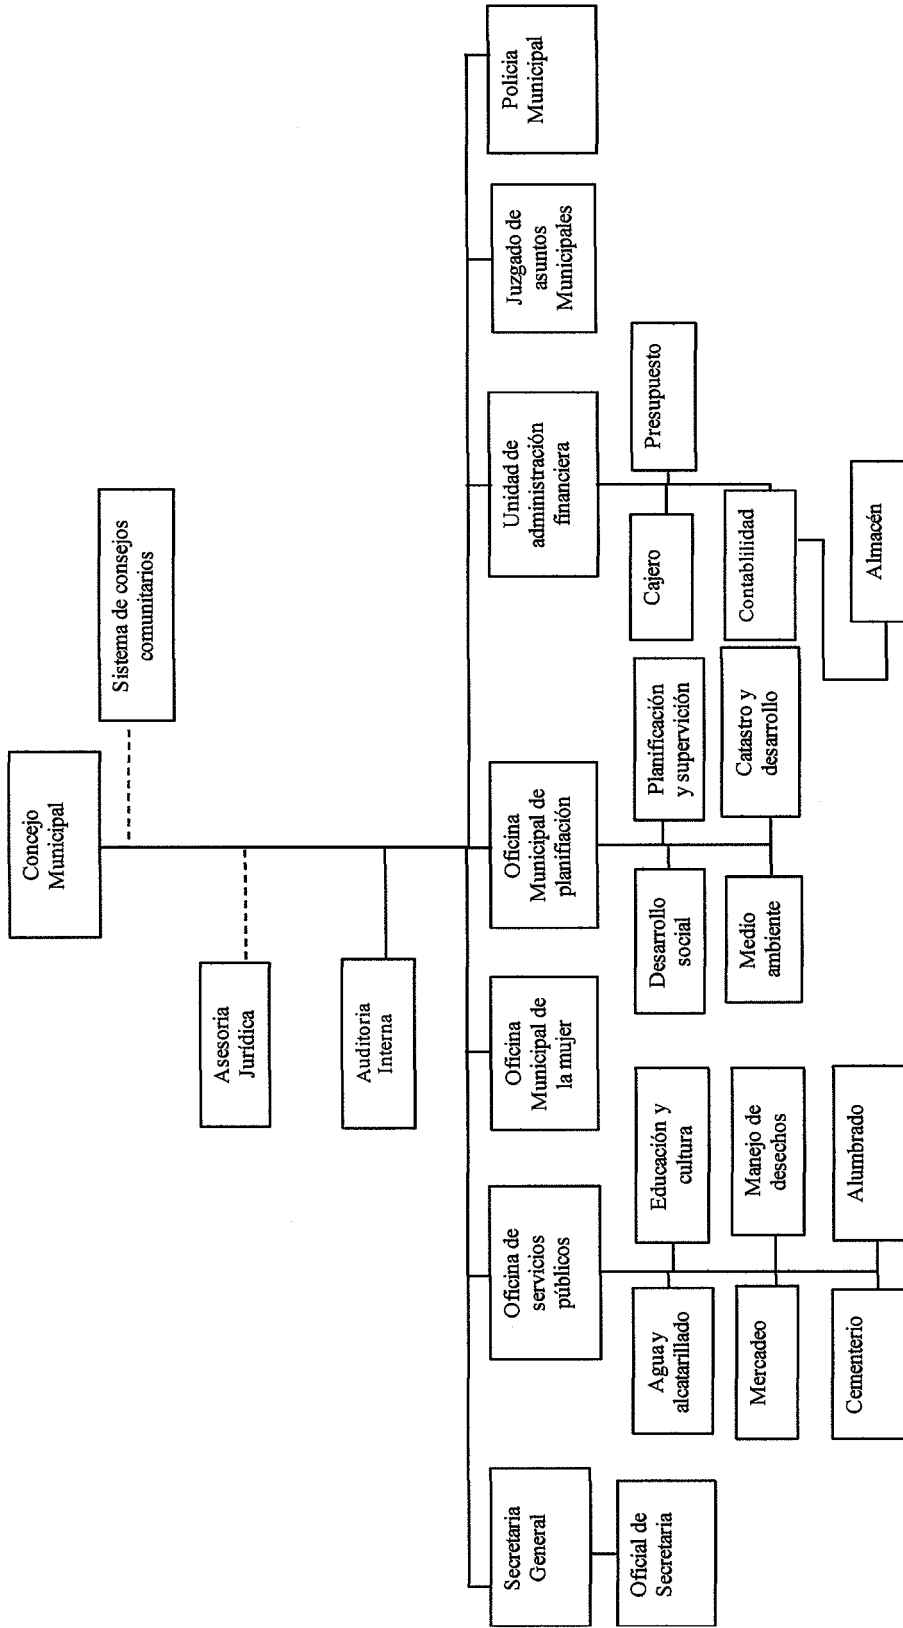 Concejo
Municipal
Sistema de consejos
comunitarios
Asesoria
Jurídica
Auditoria
Interna
Secretaria
General
Oficina de
servicios
públicos
Oficina
Municipal de
la mujer
Oficina
Municipal de
planifiación
Unidad de
administración
financiera
Juzgado de
asuntos
Municipales
Policia
Municipal
Oficial de
Secretaria
Agua y
alcatarillado
Educación y
cultura
Mercadeo
Manejo de
desechos
Cementerio
Alumbrado
Desarrollo
social
Planificación
y supervición
Medio
ambiente
Catastro y
desarrollo
Cajero
Presupuesto
Contablilidad
Almacén